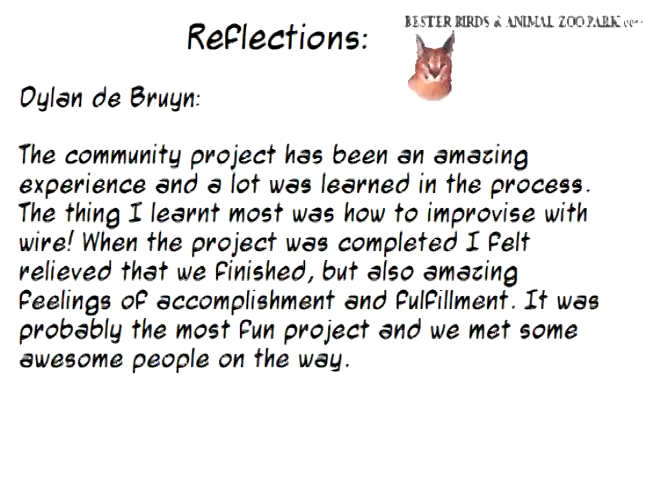 BESTER BIRDS & ANIMAL ZOO PARK
Reflections:
Dylan de Bruyn:
The community project has been an amazing
experience and a lot was learned in the process.
The thing I learnt most was how to improvise with
wire! When the project was completed I felt
relieved that we finished, but also amazing
feelings of accomplishment and fulfillment. It was
probably the most fun project and we met some
awesome people on the way.